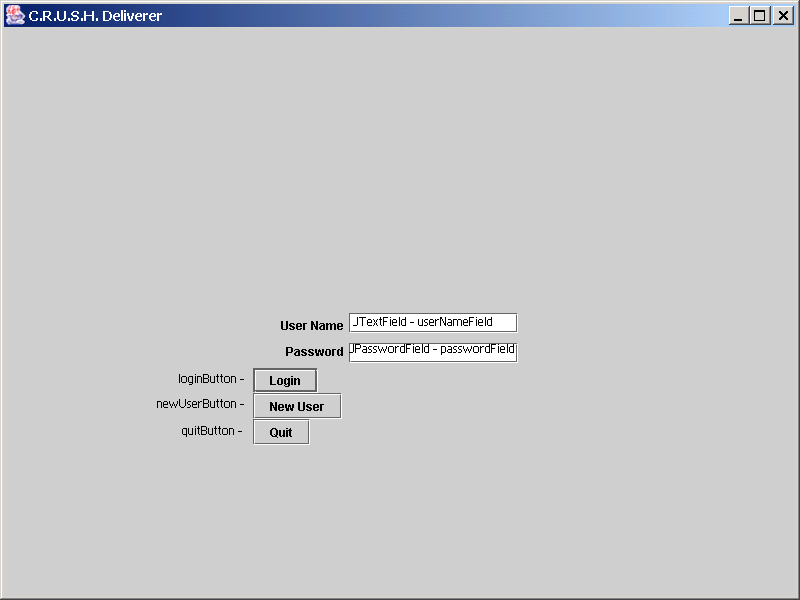 C.R.U.S.H. Deliverer
User Name JTextField - userNameField
Password JPasswordField - passwordField
loginButton - Login
newUserButton - New User
quitButton - Quit